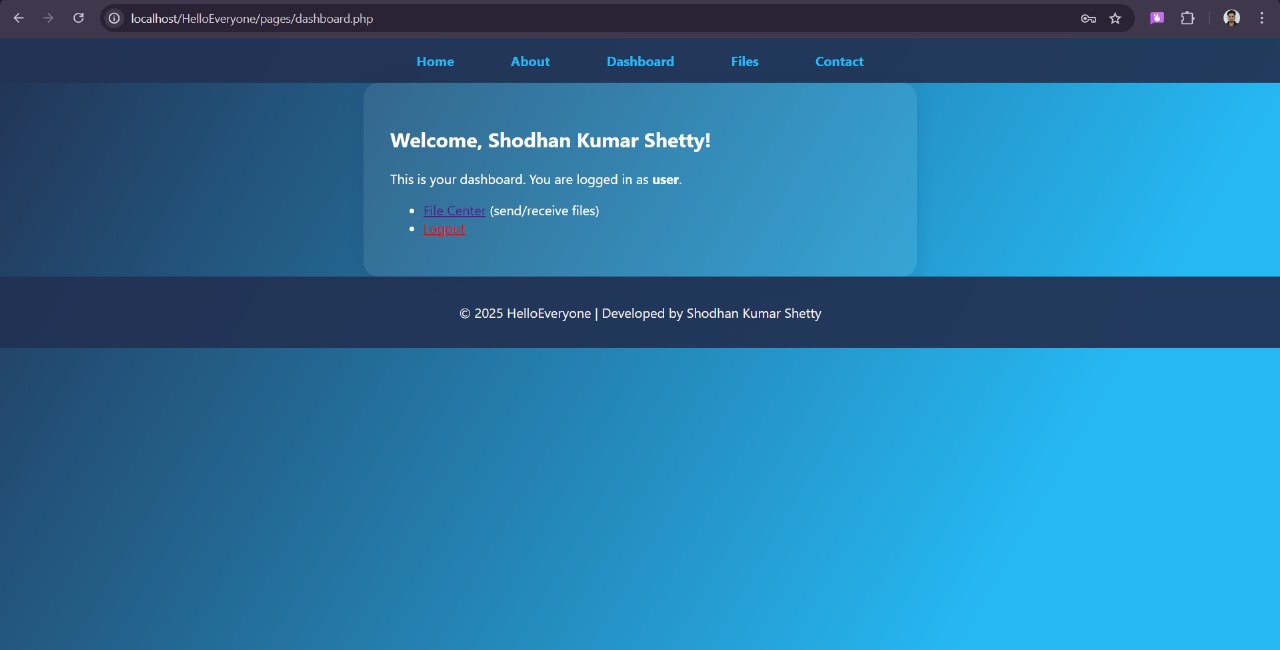 localhost/HelloEveryone/pages/dashboard.php
Home About Dashboard Files Contact
Welcome, Shodhan Kumar Shetty!
This is your dashboard. You are logged in as user.
File Center (send/receive files)
Logout
© 2025 HelloEveryone | Developed by Shodhan Kumar Shetty